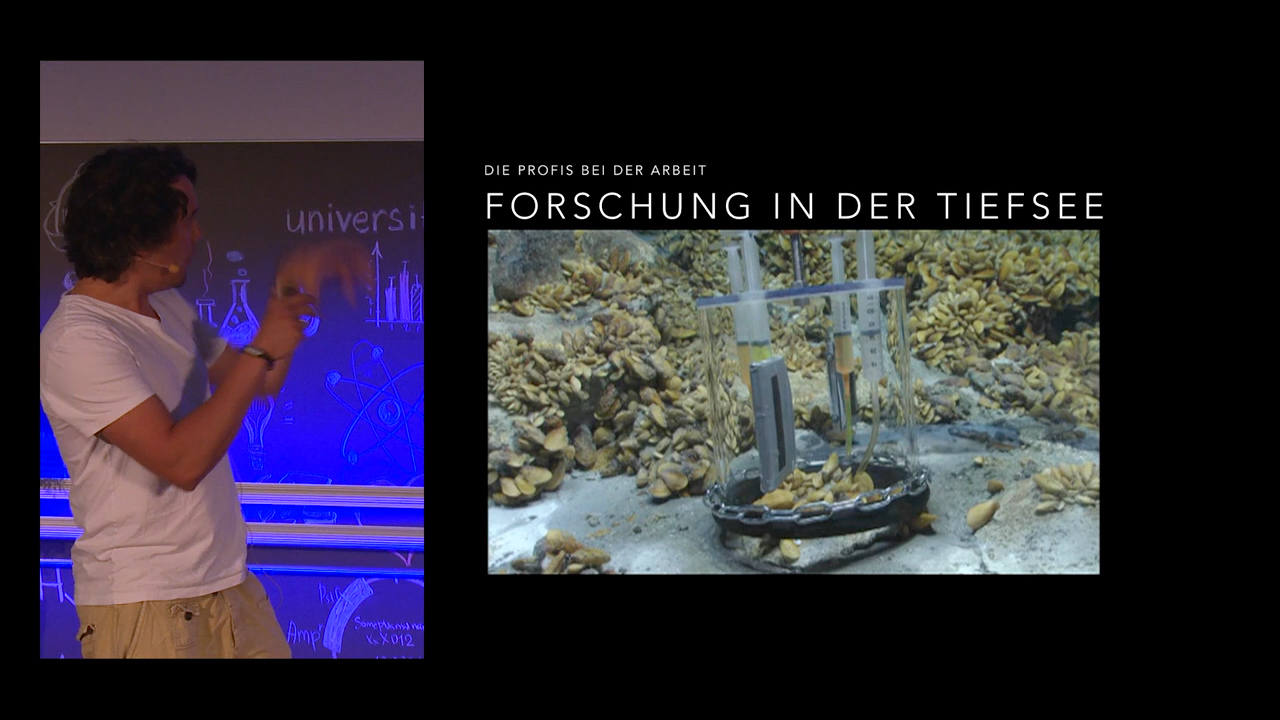 universi
Amp
DIE PROFIS BEI DER ARBEIT
FORSCHUNG IN DER TIEFSEE